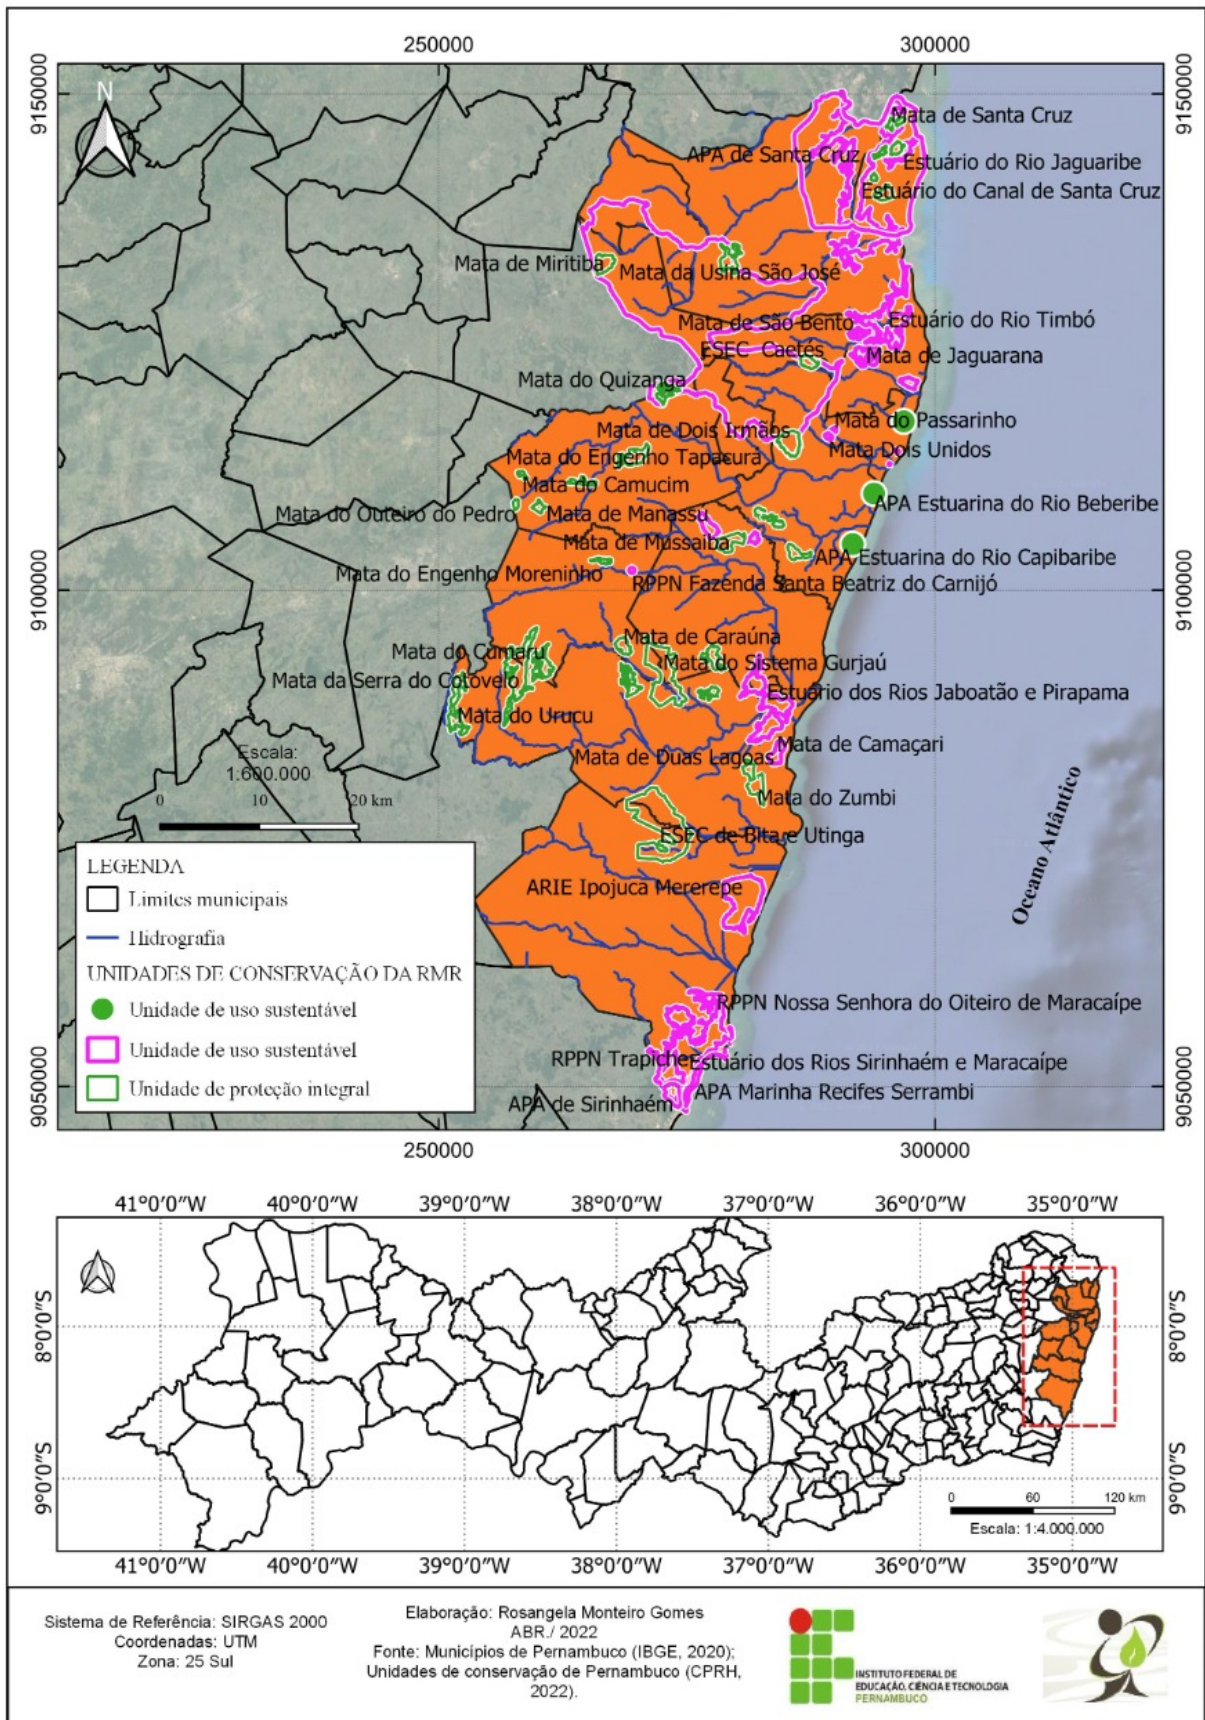 250000
300000
9150000
9150000
N
Mata de Santa Cruz
APA de Santa Cruz
Estuário do Rio Jaguaribe
Estuário do Canal de Santa Cruz
Mata de Miritiba
Mata da Usina São José
Mata de São Bento
Estuário do Rio Timbó
ESEC Caetés
Mata de Jaguarana
Mata do Quizanga
Mata do Passarinho
Mata de Dois Irmãos
Mata Dois Unidos
Mata do Engenho Tapacurá
Mata do Camucim
APA Estuarina do Rio Beberibe
Mata do Outeiro do Pedro
Mata de Manassu
Mata de Mussaiba
APA Estuarina do Rio Capibaribe
Mata do Engenho Moreninho
RPPN Fazenda Santa Beatriz do Carnijó
9100000
9100000
Mata de Caraúna
Mata do Cumaru
Mata do Sistema Gurjaú
Mata da Serra do Cotovelo
Estuário dos Rios Jaboatão e Pirapama
Mata do Urucu
Mata de Camaçari
Mata de Duas Lagoas
Escala:
1:600.000
0 10 20 km
Mata do Zumbi
ESEC de Bita e Utinga
Oceano Atlântico
ARIE Ipojuca Mererepe
LEGENDA
Limites municipais
Hidrografia
UNIDADES DE CONSERVAÇÃO DA RMR
Unidade de uso sustentável
Unidade de uso sustentável
Unidade de proteção integral
RPPN Nossa Senhora do Oiteiro de Maracaípe
RPPN Trapiche
Estuário dos Rios Sirinhaém e Maracaípe
APA Marinha Recifes Serrambi
APA de Sirinhaém
9050000
9050000
250000
300000
41°0'0"W 40°0'0"W 39°0'0"W 38°0'0"W 37°0'0"W 36°0'0"W 35°0'0"W
8°0'0"S
8°0'0"S
9°0'0"S
9°0'0"S
0 60 120 km
Escala: 1:4.000.000
41°0'0"W 40°0'0"W 39°0'0"W 38°0'0"W 37°0'0"W 36°0'0"W 35°0'0"W
Sistema de Referência: SIRGAS 2000
Coordenadas: UTM
Zona: 25 Sul
Elaboração: Rosangela Monteiro Gomes
ABR./ 2022
Fonte: Municípios de Pernambuco (IBGE, 2020);
Unidades de conservação de Pernambuco (CPRH,
2022).
INSTITUTO FEDERAL DE
EDUCAÇÃO, CIÊNCIA E TECNOLOGIA
PERNAMBUCO